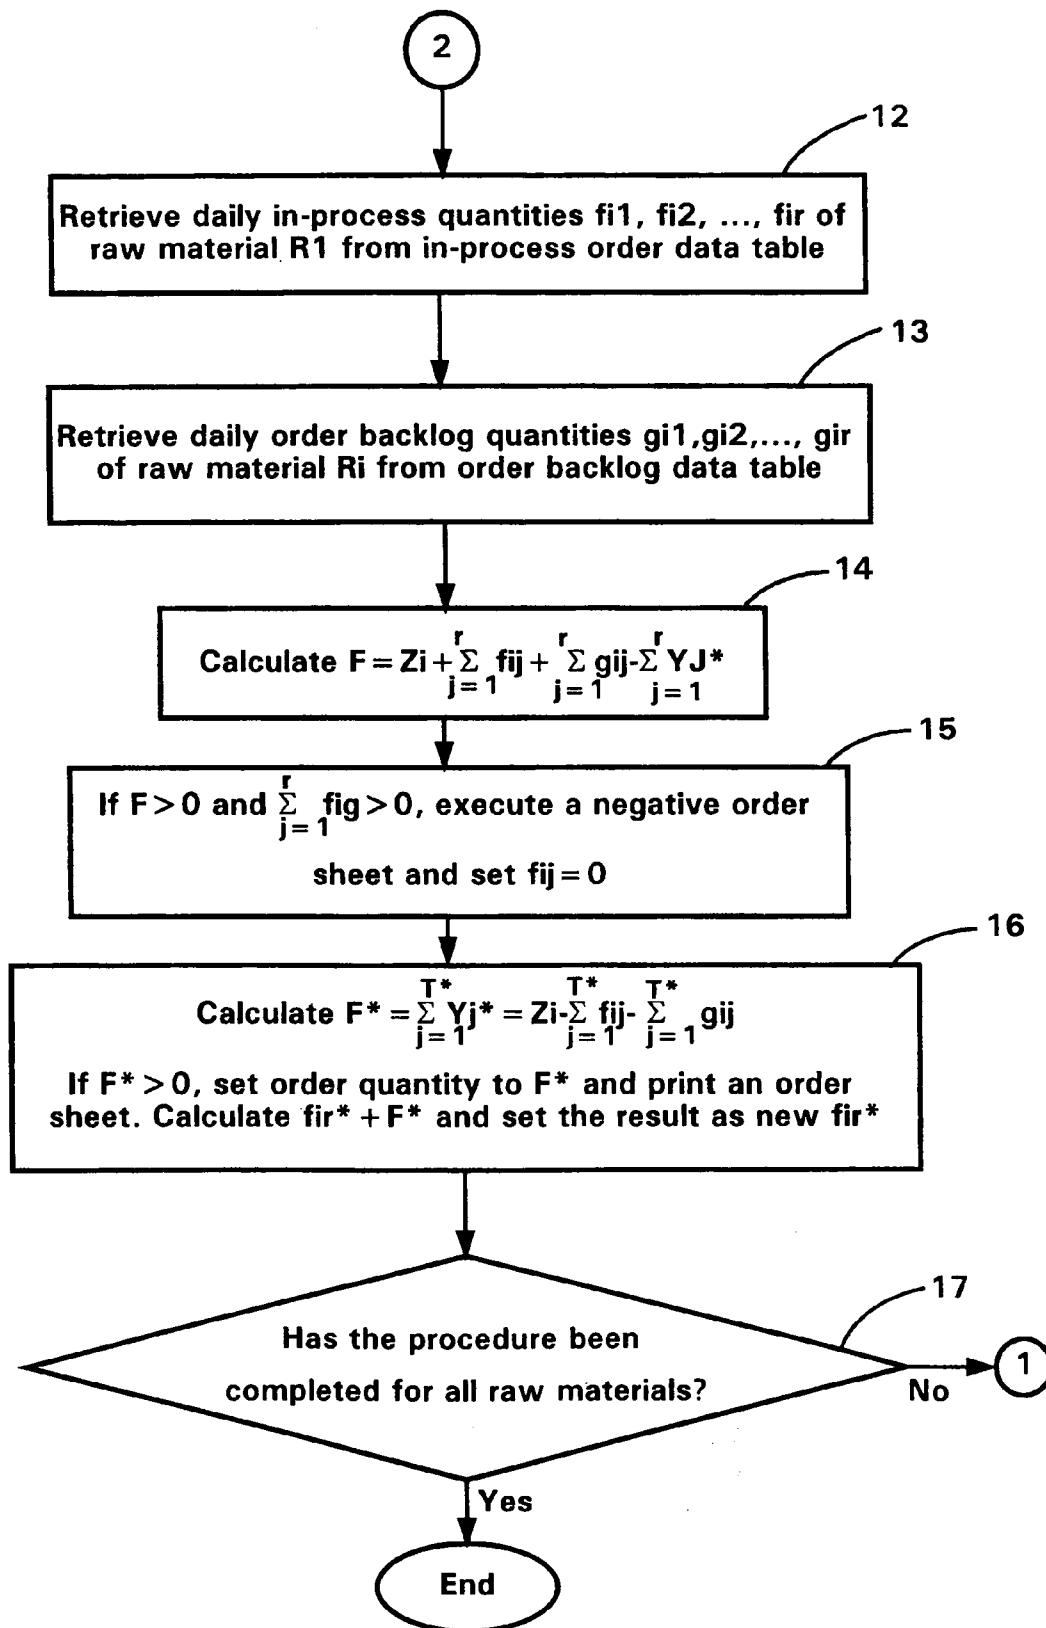 2
12
Retrieve daily in-process quantities fi1, fi2, ..., fir of
raw material R1 from in-process order data table
13
Retrieve daily order backlog quantities gi1,gi2,..., gir
of raw material Ri from order backlog data table
14
r r r
Calculate F = Zi + Σ fij + Σ gij - Σ YJ*
j = 1 j = 1 j = 1
15
r
If F > 0 and Σ fig > 0, execute a negative order
j = 1
sheet and set fij = 0
16
T* T* T*
Calculate F* = Σ Yj* = Zi - Σ fij - Σ gij
j = 1 j = 1 j = 1
If F* > 0, set order quantity to F* and print an order
sheet. Calculate fir* + F* and set the result as new fir*
17
Has the procedure been
completed for all raw materials?
1
No
Yes
End